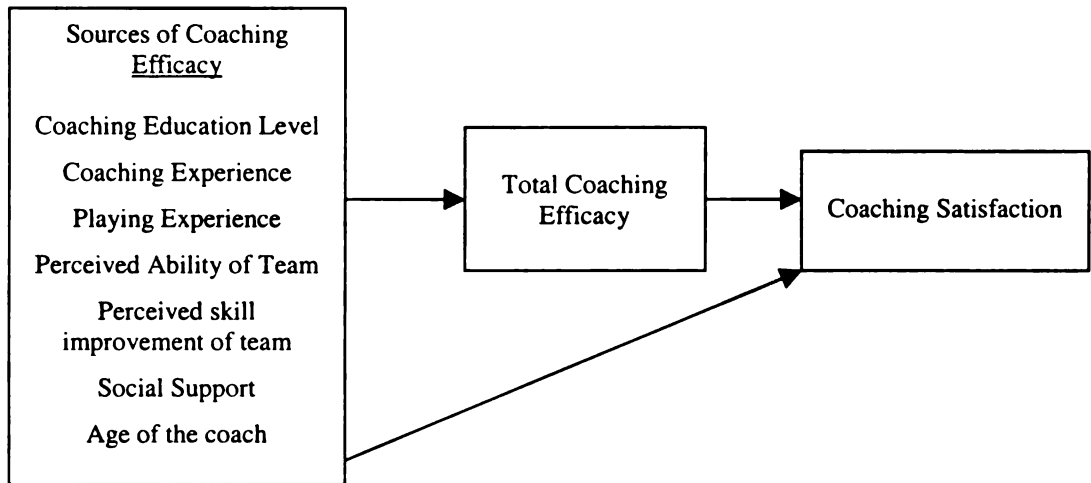 Sources of Coaching
Efficacy
Coaching Education Level
Coaching Experience
Playing Experience
Perceived Ability of Team
Perceived skill
improvement of team
Social Support
Age of the coach
Total Coaching
Efficacy
Coaching Satisfaction